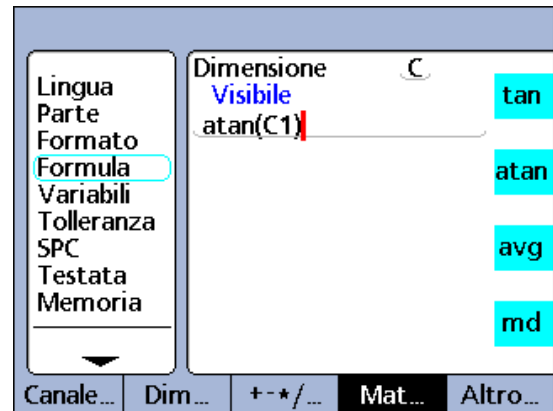 Lingua
Parte
Formato
Formula
Variabili
Tolleranza
SPC
Testata
Memoria
Dimensione C
Visibile
atan(C1)
tan
atan
avg
md
Canale... Dim... +-*/... Mat... Altro...